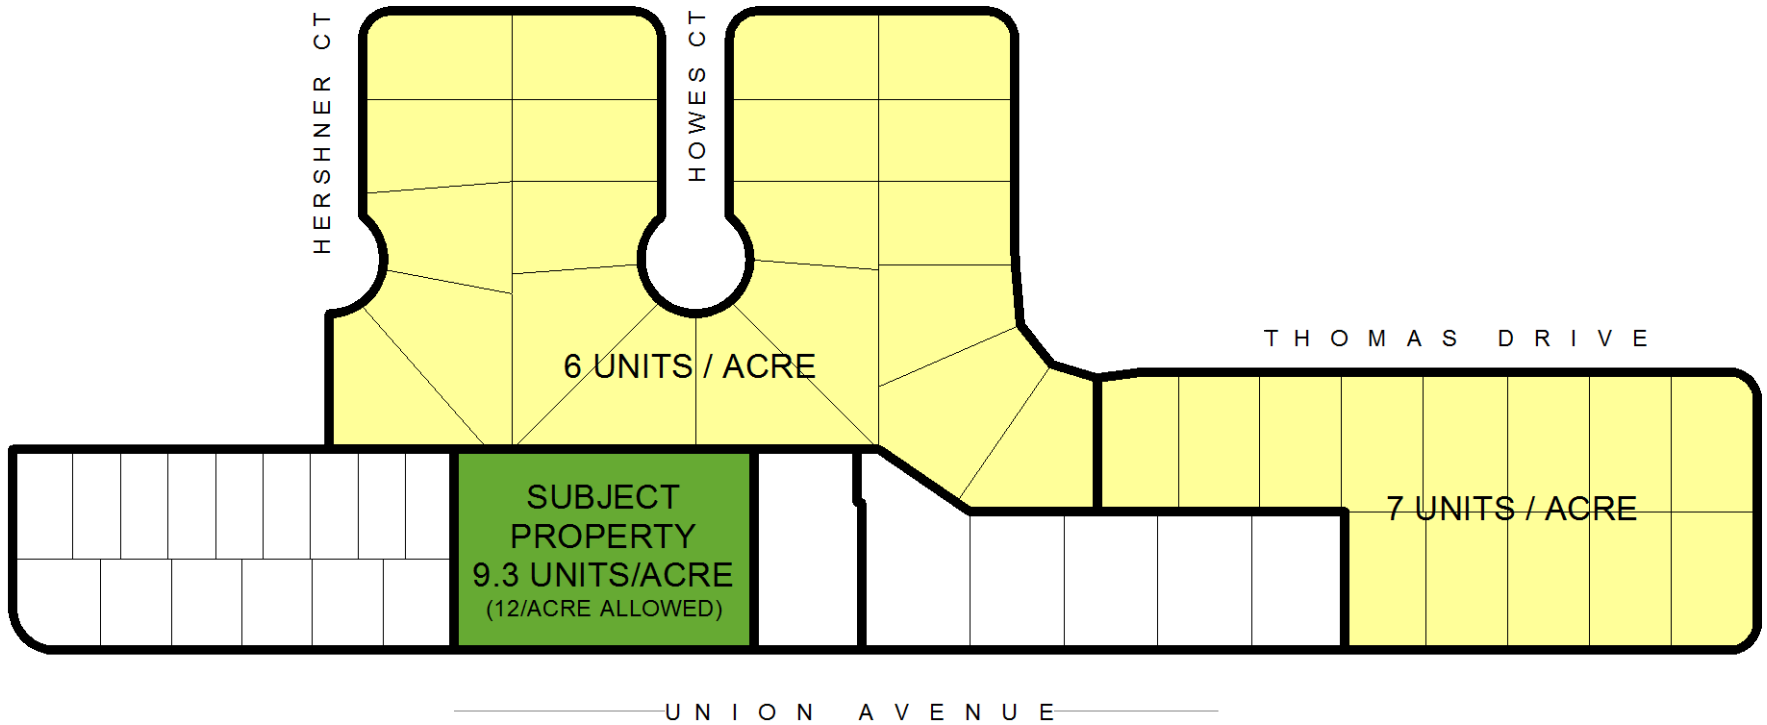 HERSHNER CT
HOWES CT
THOMAS DRIVE
6 UNITS / ACRE
7 UNITS / ACRE
SUBJECT
PROPERTY
9.3 UNITS/ACRE
(12/ACRE ALLOWED)
UNION AVENUE